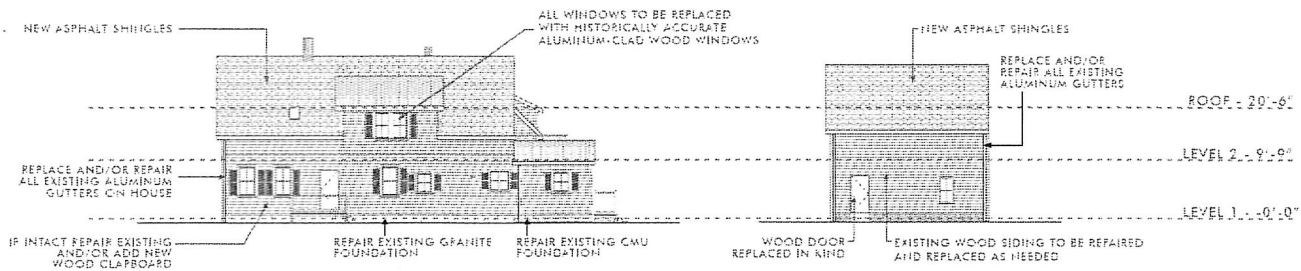 NEW ASPHALT SHINGLES
ALL WINDOWS TO BE REPLACED
WITH HISTORICALLY ACCURATE
ALUMINUM-CLAD WOOD WINDOWS
NEW ASPHALT SHINGLES
REPLACE AND/OR
REPAIR ALL EXISTING
ALUMINUM GUTTERS
ROOF - 20'-6"
LEVEL 2 - 9'-9"
LEVEL 1 - -0'-0"
REPLACE AND/OR REPAIR
ALL EXISTING ALUMINUM
GUTTERS ON HOUSE
IF INTACT REPAIR EXISTING
AND/OR ADD NEW
WOOD CLAPBOARD
REPAIR EXISTING GRANITE
FOUNDATION
REPAIR EXISTING CMU
FOUNDATION
WOOD DOOR
REPLACED IN KIND
EXISTING WOOD SIDING TO BE REPAIRED
AND REPLACED AS NEEDED